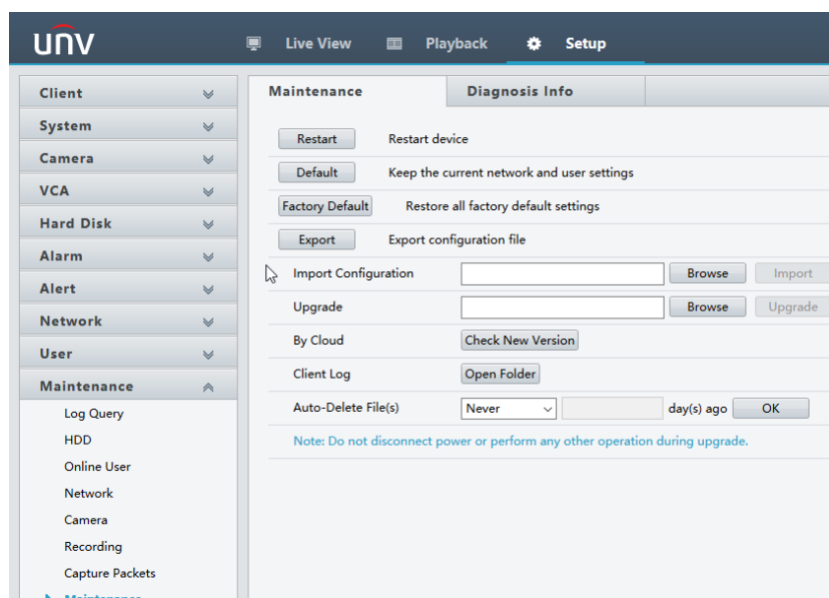 unv
Live View
Playback
Setup
Client
System
Camera
VCA
Hard Disk
Alarm
Alert
Network
User
Maintenance
Log Query
HDD
Online User
Network
Camera
Recording
Capture Packets
Maintenance
Maintenance
Diagnosis Info
Restart Restart device
Default Keep the current network and user settings
Factory Default Restore all factory default settings
Export Export configuration file
Import Configuration Browse Import
Upgrade Browse Upgrade
By Cloud Check New Version
Client Log Open Folder
Auto-Delete File(s) Never day(s) ago OK
Note: Do not disconnect power or perform any other operation during upgrade.